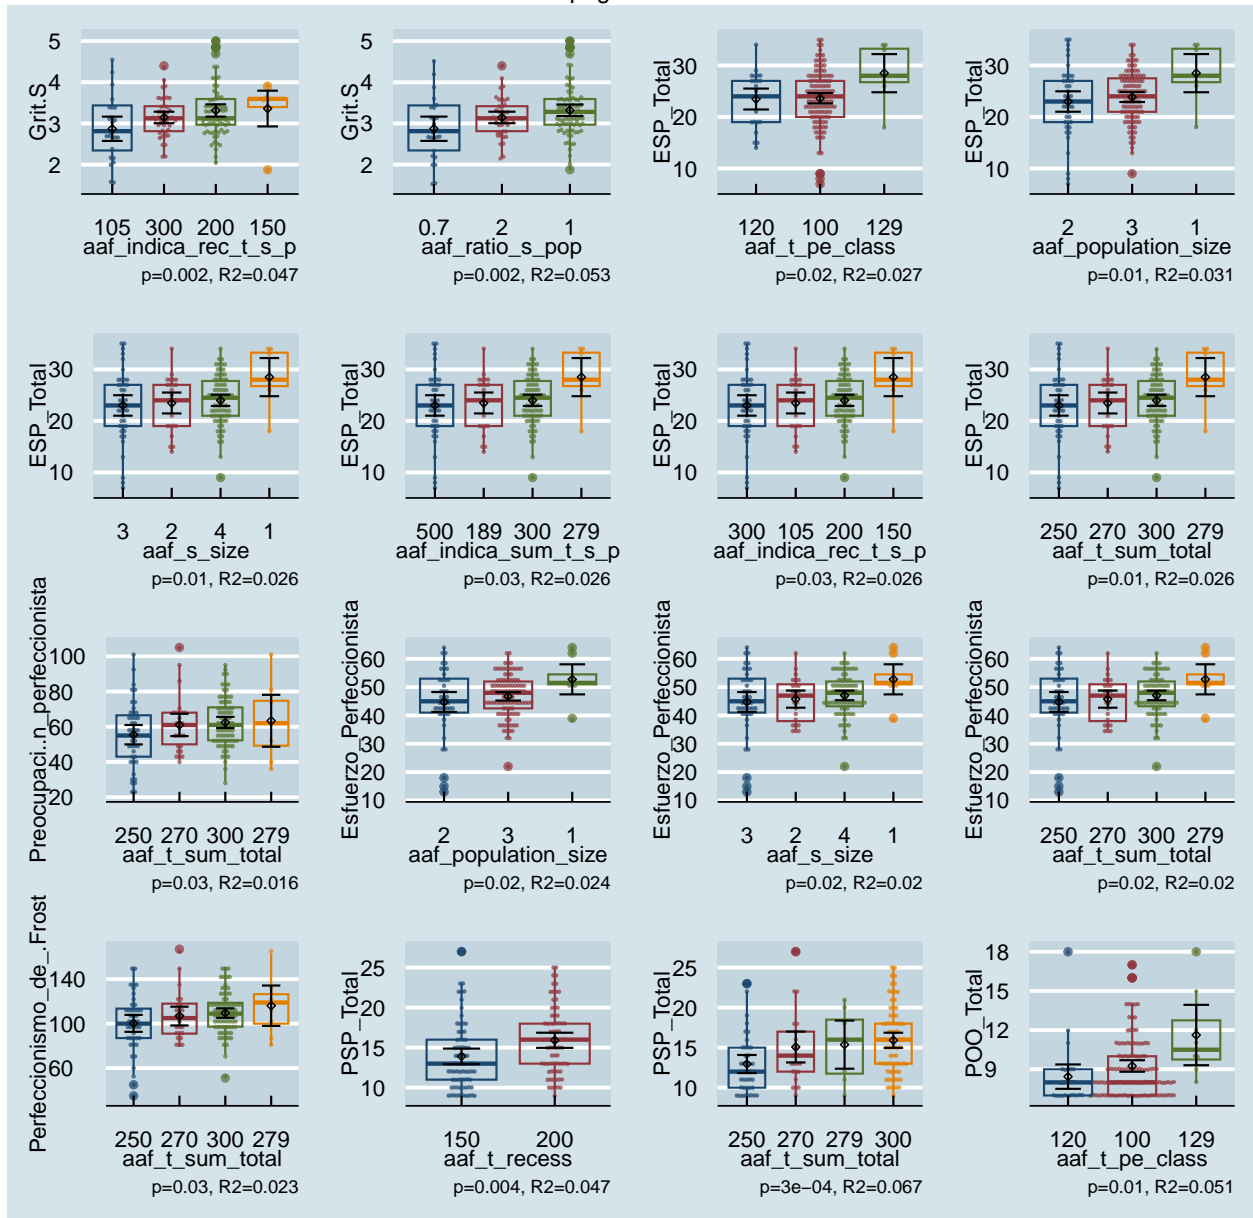 pag
5
4
3
2
Grit.S
105 300 200 150
aaf_indica_rec_t_s_p
p=0.002, R2=0.047
5
4
3
2
Grit.S
0.7 2 1
aaf_ratio_s_pop
p=0.002, R2=0.053
30
20
10
ESP_Total
120 100 129
aaf_t_pe_class
p=0.02, R2=0.027
30
20
10
ESP_Total
2 3 1
aaf_population_size
p=0.01, R2=0.031
30
20
10
ESP_Total
3 2 4 1
aaf_s_size
p=0.01, R2=0.026
30
20
10
ESP_Total
500 189 300 279
aaf_indica_sum_t_s_p
p=0.03, R2=0.026
30
20
10
ESP_Total
300 105 200 150
aaf_indica_rec_t_s_p
p=0.03, R2=0.026
30
20
10
ESP_Total
250 270 300 279
aaf_t_sum_total
p=0.01, R2=0.026
100
80
60
40
20
Preocupaci..n_perfeccionista
250 270 300 279
aaf_t_sum_total
p=0.03, R2=0.016
60
50
40
30
20
10
Esfuerzo_Perfeccionista
2 3 1
aaf_population_size
p=0.02, R2=0.024
60
50
40
30
20
10
Esfuerzo_Perfeccionista
3 2 4 1
aaf_s_size
p=0.02, R2=0.02
60
50
40
30
20
10
Esfuerzo_Perfeccionista
250 270 300 279
aaf_t_sum_total
p=0.02, R2=0.02
140
100
60
Perfeccionismo_de_.Frost
250 270 300 279
aaf_t_sum_total
p=0.03, R2=0.023
25
20
15
10
PSP_Total
150 200
aaf_t_recess
p=0.004, R2=0.047
25
20
15
10
PSP_Total
250 270 279 300
aaf_t_sum_total
p=3e−04, R2=0.067
18
15
12
9
POO_Total
120 100 129
aaf_t_pe_class
p=0.01, R2=0.051